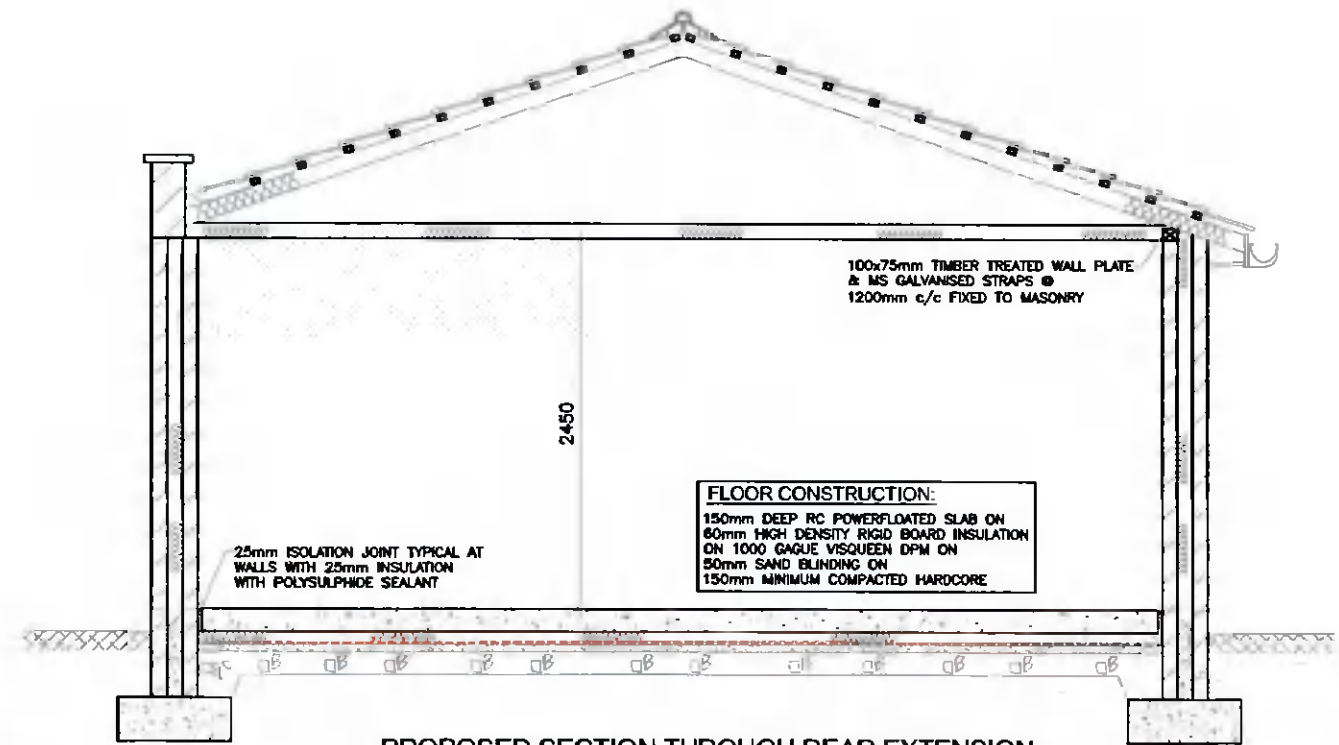 100x75mm TIMBER TREATED WALL PLATE
& MS GALVANISED STRAPS @
1200mm c/c FIXED TO MASONRY
2450
FLOOR CONSTRUCTION:
150mm DEEP RC POWERFLOATED SLAB ON
60mm HIGH DENSITY RIGID BOARD INSULATION
ON 1000 GAGUE VISQUEEN DPM ON
50mm SAND BLINDING ON
150mm MINIMUM COMPACTED HARDCORE
25mm ISOLATION JOINT TYPICAL AT
WALLS WITH 25mm INSULATION
WITH POLYSULPHIDE SEALANT
PROPOSED SECTION THROUGH REAR EXTENSION